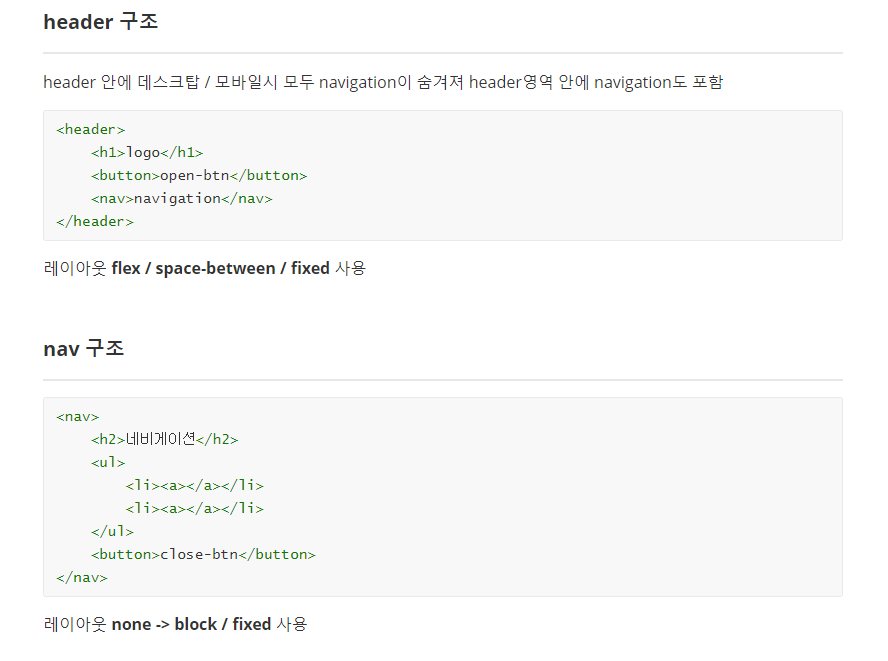 header 구조
header 안에 데스크탑 / 모바일시 모두 navigation이 숨겨져 header영역 안에 navigation도 포함
<header>
    <h1>logo</h1>
    <button>open-btn</button>
    <nav>navigation</nav>
</header>
레이아웃 flex / space-between / fixed 사용
nav 구조
<nav>
    <h2>네비게이션</h2>
    <ul>
        <li><a></a></li>
        <li><a></a></li>
    </ul>
    <button>close-btn</button>
</nav>
레이아웃 none -> block / fixed 사용